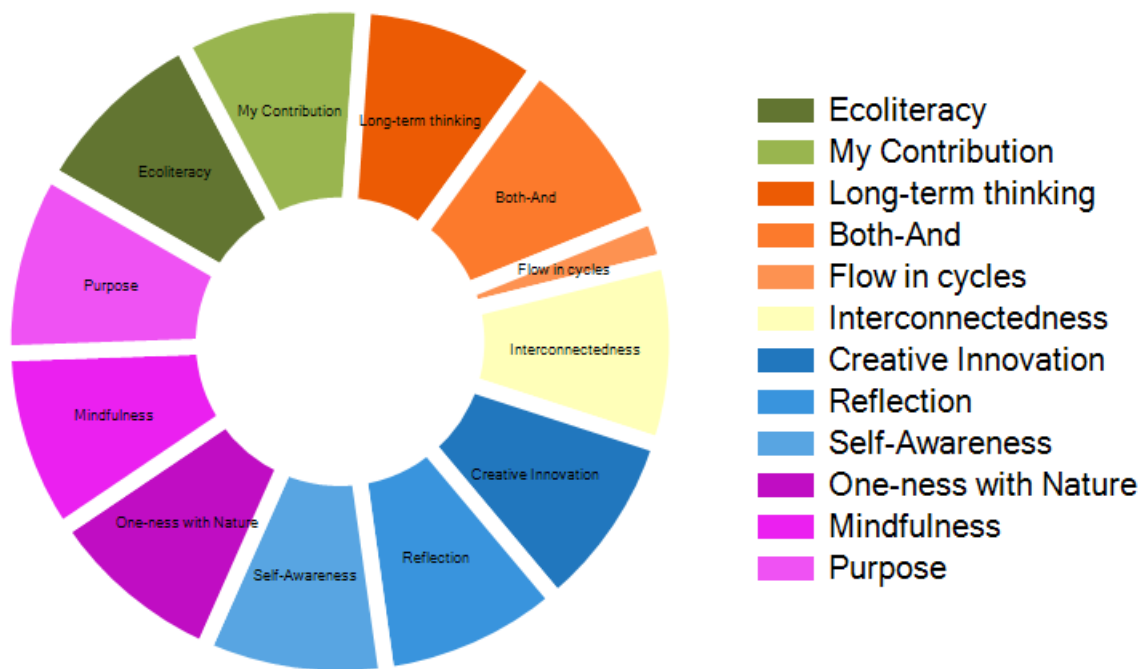 My Contribution
Long-term thinking
Ecoliteracy
Both-And
Flow in cycles
Purpose
Interconnectedness
Mindfulness
Creative Innovation
One-ness with Nature
Reflection
Self-Awareness
Ecoliteracy
My Contribution
Long-term thinking
Both-And
Flow in cycles
Interconnectedness
Creative Innovation
Reflection
Self-Awareness
One-ness with Nature
Mindfulness
Purpose